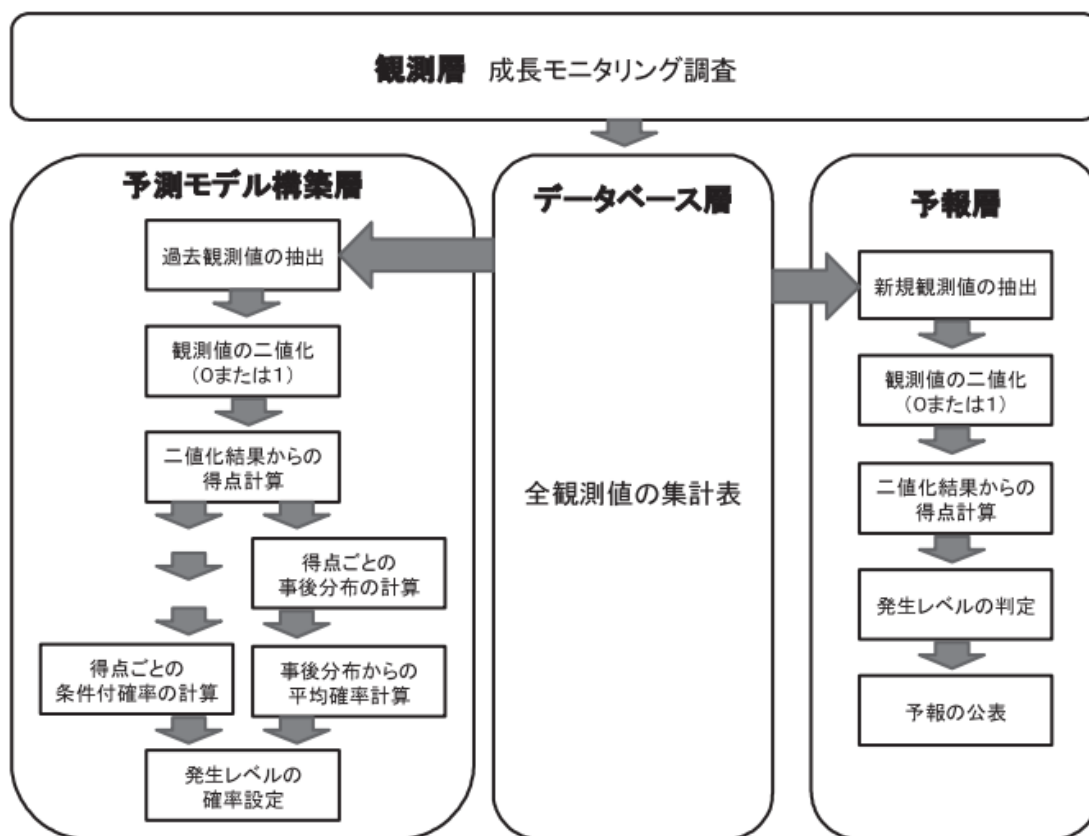 観測層 成長モニタリング調査
予測モデル構築層
過去観測値の抽出
観測値の二値化
(0または1)
二値化結果からの
得点計算
得点ごとの
事後分布の計算
得点ごとの
条件付確率の計算
事後分布からの
平均確率計算
発生レベルの
確率設定
データベース層
全観測値の集計表
予報層
新規観測値の抽出
観測値の二値化
(0または1)
二値化結果からの
得点計算
発生レベルの判定
予報の公表